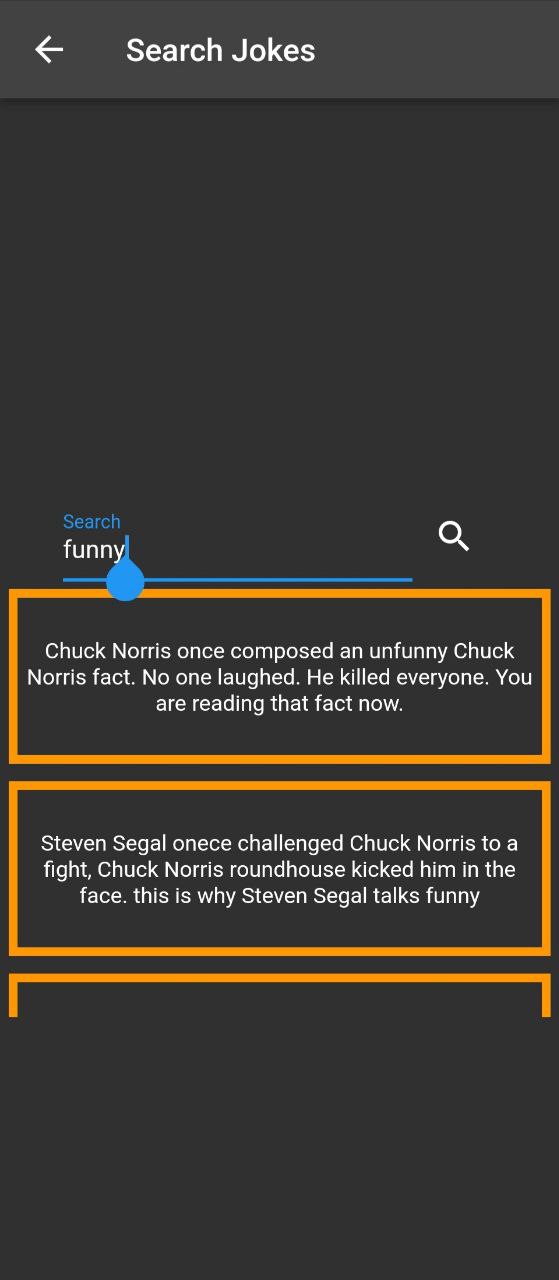 Search Jokes
Search
funny
Chuck Norris once composed an unfunny Chuck
Norris fact. No one laughed. He killed everyone. You
are reading that fact now.
Steven Segal onece challenged Chuck Norris to a
fight, Chuck Norris roundhouse kicked him in the
face. this is why Steven Segal talks funny